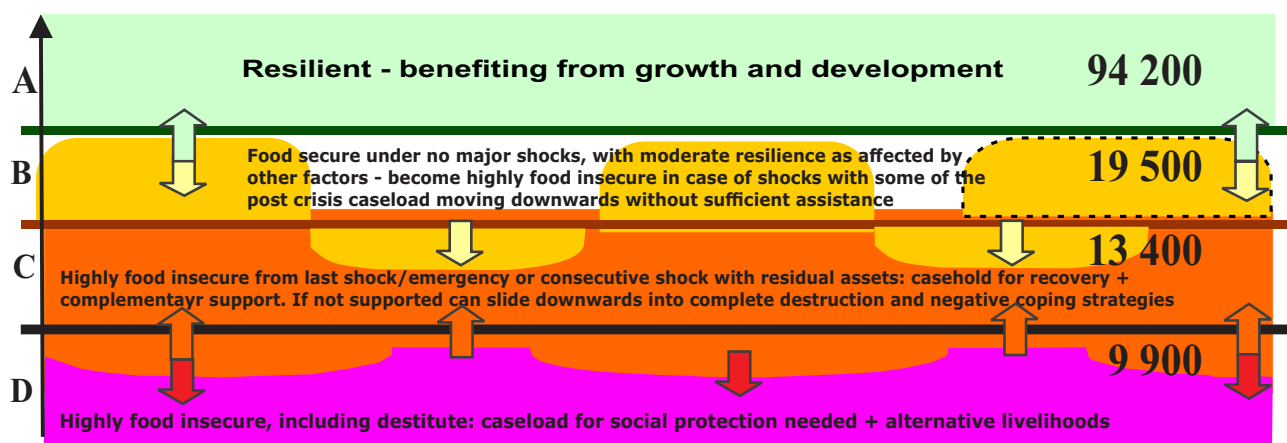 A
Resilient - benefiting from growth and development
94 200
B
Food secure under no major shocks, with moderate resilience as affected by
other factors - become highly food insecure in case of shocks with some of the
post crisis caseload moving downwards without sufficient assistance
19 500
C
13 400
Highly food insecure from last shock/emergency or consecutive shock with residual assets: casehold for recovery +
complementayr support. If not supported can slide downwards into complete destruction and negative coping strategies
D
9 900
Highly food insecure, including destitute: caseload for social protection needed + alternative livelihoods